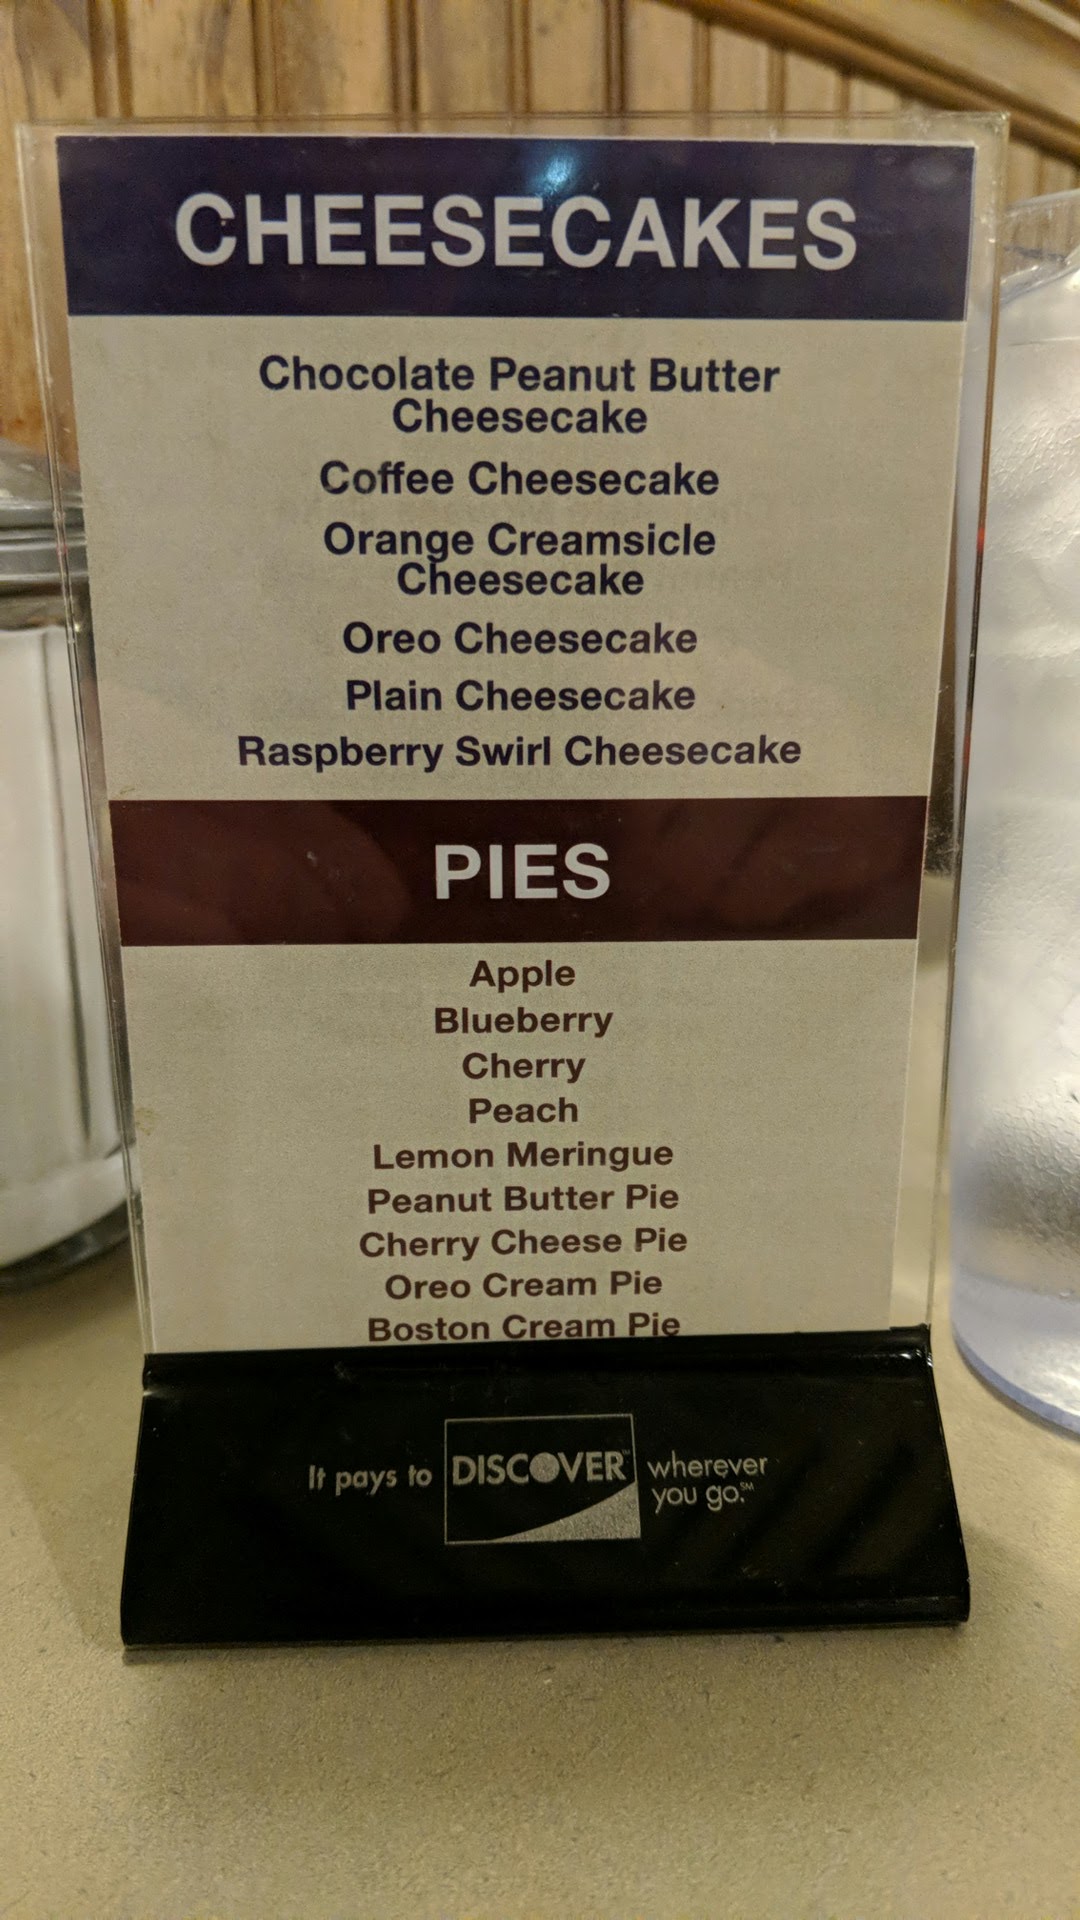 CHEESECAKES
Chocolate Peanut Butter
Cheesecake
Coffee Cheesecake
Orange Creamsicle
Cheesecake
Oreo Cheesecake
Plain Cheesecake
Raspberry Swirl Cheesecake
PIES
Apple
Blueberry
Cherry
Peach
Lemon Meringue
Peanut Butter Pie
Cherry Cheese Pie
Oreo Cream Pie
Boston Cream Pie
It pays to DISCOVER™ wherever
you go.℠